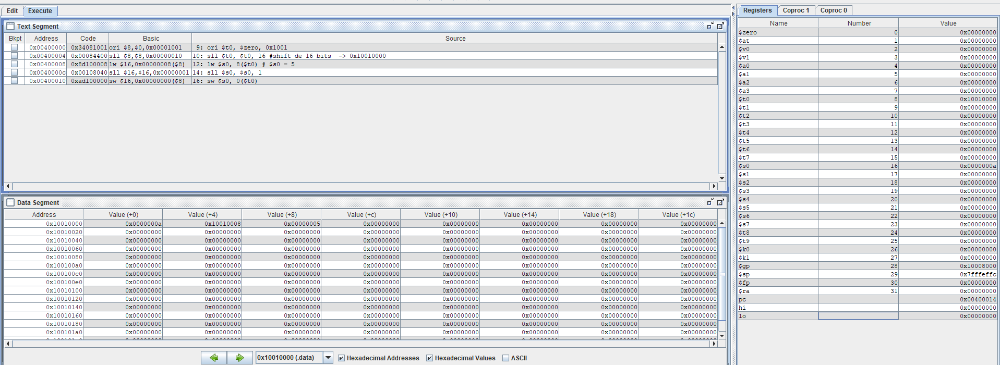 Edit Execute
Text Segment
Bkpt Address Code Basic Source
0x00400000 0x34081001 ori $8,$0,0x00001001 9: ori $t0, $zero, 0x1001
0x00400004 0x00084400 sll $8,$8,0x00000010 10: sll $t0, $t0, 16 #shift de 16 bits -> 0x10010000
0x00400008 0x8d100008 lw $16,0x00000008($8) 12: lw $s0, 8($t0) # $s0 = 5
0x0040000c 0x00108040 sll $16,$16,0x00000001 14: sll $s0, $s0, 1
0x00400010 0xad100000 sw $16,0x00000000($8) 16: sw $s0, 0($t0)
Data Segment
Address Value (+0) Value (+4) Value (+8) Value (+c) Value (+10) Value (+14) Value (+18) Value (+1c)
0x10010000 0x0000000a 0x10010008 0x00000005 0x00000000 0x00000000 0x00000000 0x00000000 0x00000000
0x10010020 0x00000000 0x00000000 0x00000000 0x00000000 0x00000000 0x00000000 0x00000000 0x00000000
0x10010040 0x00000000 0x00000000 0x00000000 0x00000000 0x00000000 0x00000000 0x00000000 0x00000000
0x10010060 0x00000000 0x00000000 0x00000000 0x00000000 0x00000000 0x00000000 0x00000000 0x00000000
0x10010080 0x00000000 0x00000000 0x00000000 0x00000000 0x00000000 0x00000000 0x00000000 0x00000000
0x100100a0 0x00000000 0x00000000 0x00000000 0x00000000 0x00000000 0x00000000 0x00000000 0x00000000
0x100100c0 0x00000000 0x00000000 0x00000000 0x00000000 0x00000000 0x00000000 0x00000000 0x00000000
0x100100e0 0x00000000 0x00000000 0x00000000 0x00000000 0x00000000 0x00000000 0x00000000 0x00000000
0x10010100 0x00000000 0x00000000 0x00000000 0x00000000 0x00000000 0x00000000 0x00000000 0x00000000
0x10010120 0x00000000 0x00000000 0x00000000 0x00000000 0x00000000 0x00000000 0x00000000 0x00000000
0x10010140 0x00000000 0x00000000 0x00000000 0x00000000 0x00000000 0x00000000 0x00000000 0x00000000
0x10010160 0x00000000 0x00000000 0x00000000 0x00000000 0x00000000 0x00000000 0x00000000 0x00000000
0x10010180 0x00000000 0x00000000 0x00000000 0x00000000 0x00000000 0x00000000 0x00000000 0x00000000
0x100101a0 0x00000000 0x00000000 0x00000000 0x00000000 0x00000000 0x00000000 0x00000000 0x00000000
0x10010000 (.data) Hexadecimal Addresses Hexadecimal Values ASCII
Registers Coproc 1 Coproc 0
Name Number Value
$zero 0 0x00000000
$at 1 0x00000000
$v0 2 0x00000000
$v1 3 0x00000000
$a0 4 0x00000000
$a1 5 0x00000000
$a2 6 0x00000000
$a3 7 0x00000000
$t0 8 0x10010000
$t1 9 0x00000000
$t2 10 0x00000000
$t3 11 0x00000000
$t4 12 0x00000000
$t5 13 0x00000000
$t6 14 0x00000000
$t7 15 0x00000000
$s0 16 0x0000000a
$s1 17 0x00000000
$s2 18 0x00000000
$s3 19 0x00000000
$s4 20 0x00000000
$s5 21 0x00000000
$s6 22 0x00000000
$s7 23 0x00000000
$t8 24 0x00000000
$t9 25 0x00000000
$k0 26 0x00000000
$k1 27 0x00000000
$gp 28 0x10008000
$sp 29 0x7fffeffc
$fp 30 0x00000000
$ra 31 0x00000000
pc 0x00400014
hi 0x00000000
lo 0x00000000